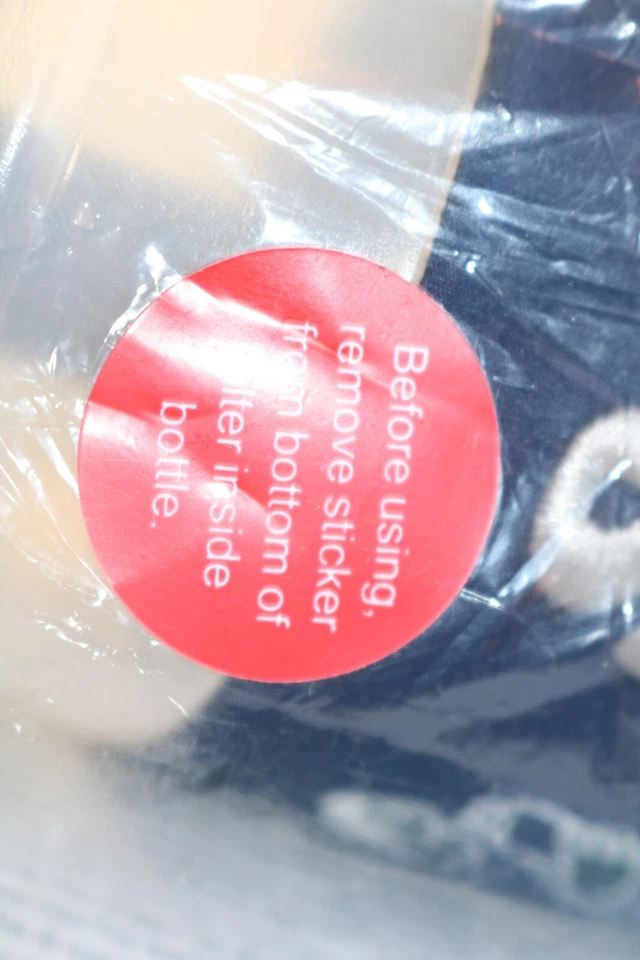 Before using,
remove sticker
from bottom of
filter inside
bottle.